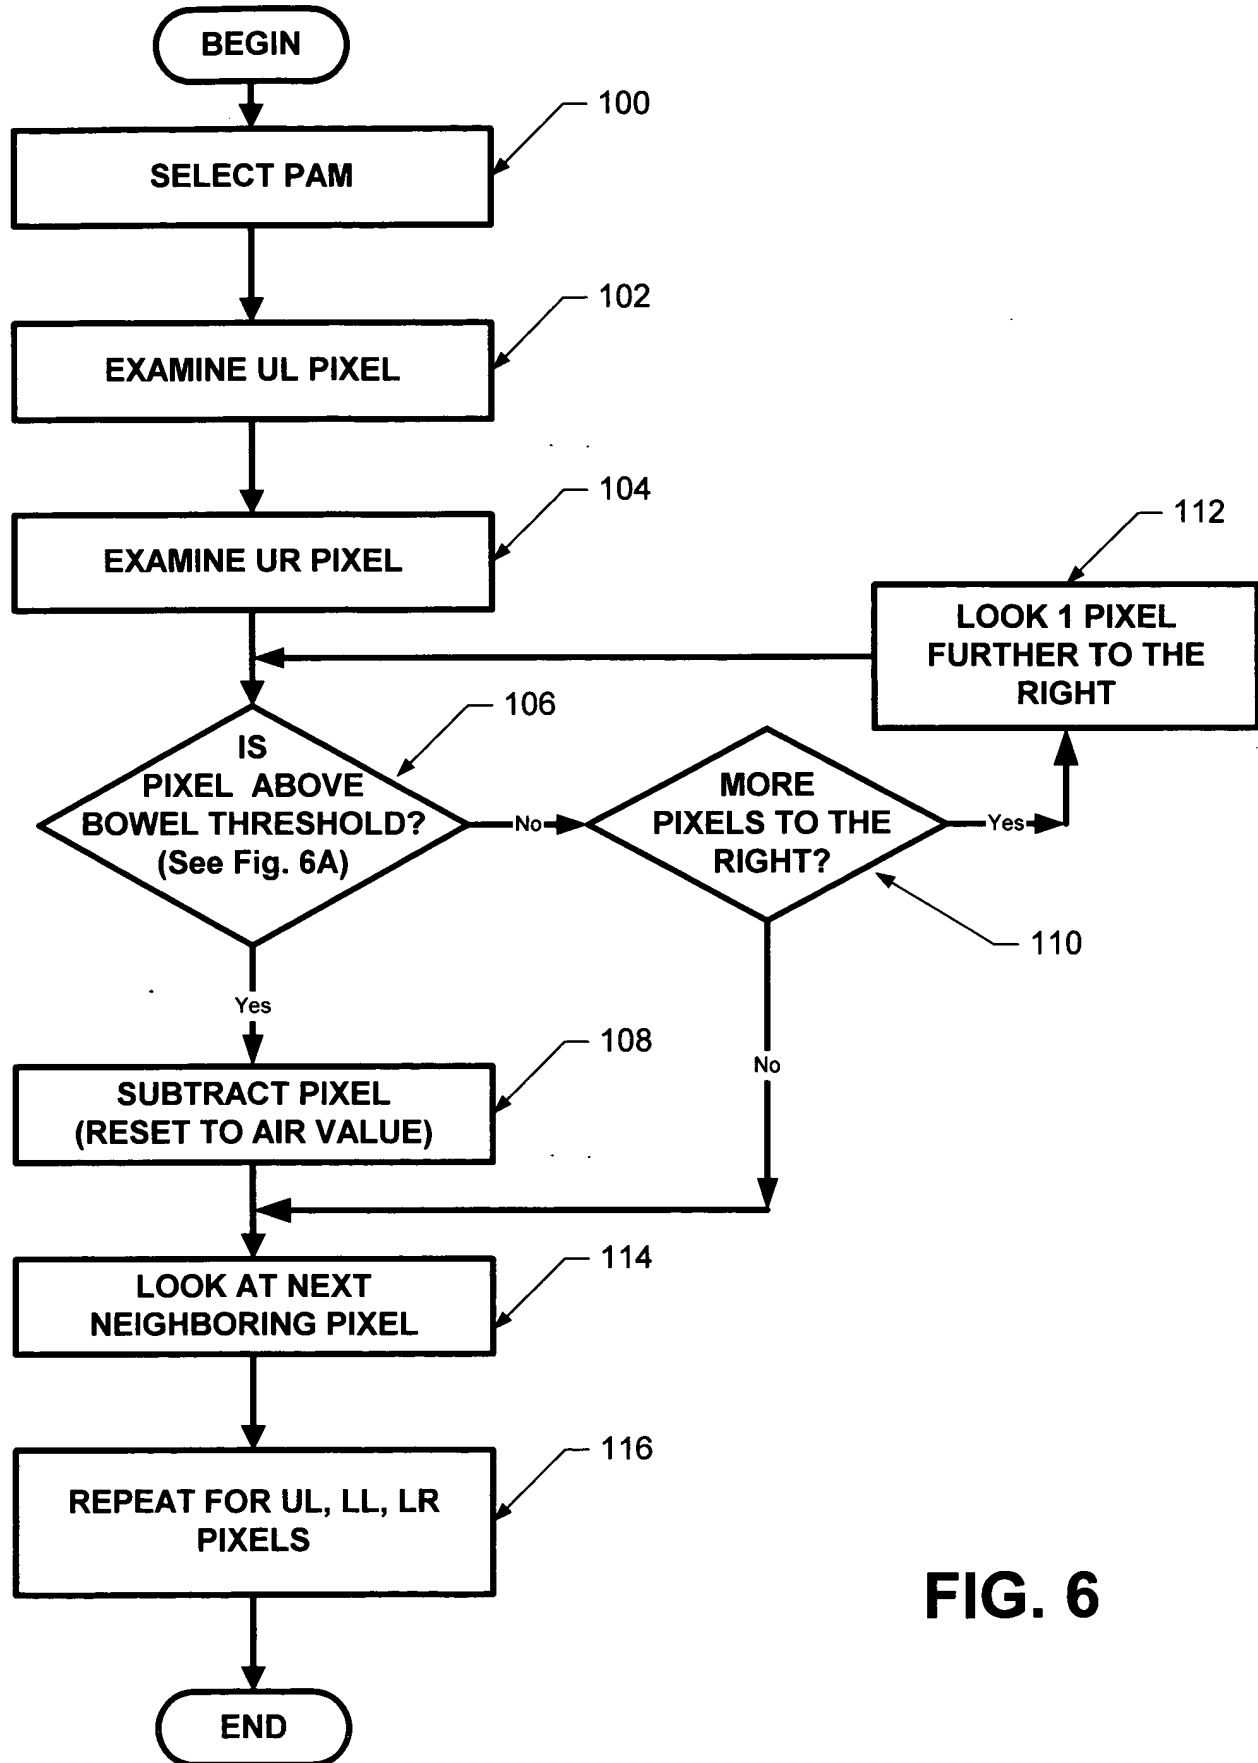 BEGIN
100
SELECT PAM
102
EXAMINE UL PIXEL
104
EXAMINE UR PIXEL
112
LOOK 1 PIXEL
FURTHER TO THE
RIGHT
106
IS
PIXEL ABOVE
BOWEL THRESHOLD?
(See Fig. 6A)
No
MORE
PIXELS TO THE
RIGHT?
Yes
110
Yes
No
108
SUBTRACT PIXEL
(RESET TO AIR VALUE)
114
LOOK AT NEXT
NEIGHBORING PIXEL
116
REPEAT FOR UL, LL, LR
PIXELS
FIG. 6
END